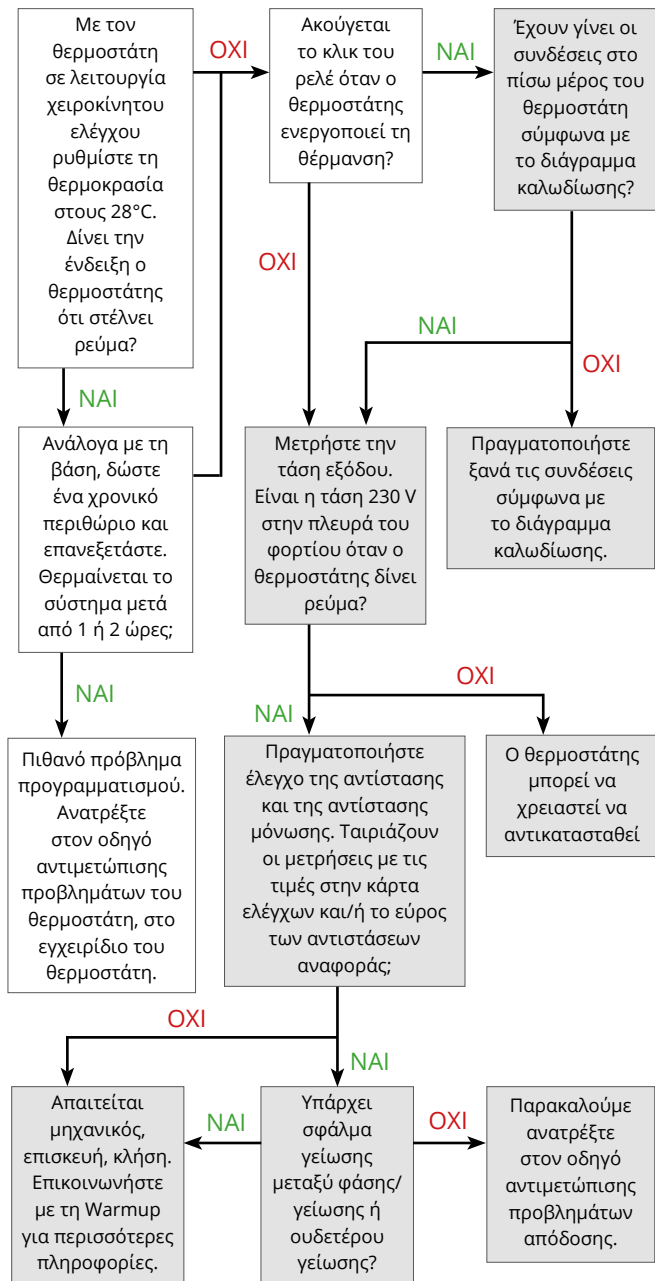 Με τον
θερμοστάτη
σε λειτουργία
χειροκίνητου
ελέγχου
ρυθμίστε τη
θερμοκρασία
στους 28°C.
Δίνει την
ένδειξη ο
θερμοστάτης
ότι στέλνει
ρεύμα?
ΟΧΙ
Ακούγεται
το κλικ του
ρελέ όταν ο
θερμοστάτης
ενεργοποιεί τη
θέρμανση?
ΝΑΙ
Έχουν γίνει οι
συνδέσεις στο
πίσω μέρος του
θερμοστάτη
σύμφωνα με
το διάγραμμα
καλωδίωσης?
ΟΧΙ
ΝΑΙ
ΟΧΙ
ΝΑΙ
Ανάλογα με τη
βάση, δώστε
ένα χρονικό
περιθώριο και
επανεξετάστε.
Θερμαίνεται το
σύστημα μετά
από 1 ή 2 ώρες;
Μετρήστε την
τάση εξόδου.
Είναι η τάση 230 V
στην πλευρά του
φορτίου όταν ο
θερμοστάτης δίνει
ρεύμα?
Πραγματοποιήστε
ξανά τις συνδέσεις
σύμφωνα με
το διάγραμμα
καλωδίωσης.
ΝΑΙ
ΝΑΙ
ΟΧΙ
Πιθανό πρόβλημα
προγραμματισμού.
Ανατρέξτε
στον οδηγό
αντιμετώπισης
προβλημάτων του
θερμοστάτη, στο
εγχειρίδιο του
θερμοστάτη.
Πραγματοποιήστε
έλεγχο της αντίστασης
και της αντίστασης
μόνωσης. Ταιριάζουν
οι μετρήσεις με τις
τιμές στην κάρτα
ελέγχων και/ή το εύρος
των αντιστάσεων
αναφοράς;
Ο θερμοστάτης
μπορεί να
χρειαστεί να
αντικατασταθεί
ΟΧΙ
ΝΑΙ
Απαιτείται
μηχανικός,
επισκευή, κλήση.
Επικοινωνήστε
με τη Warmup
για περισσότερες
πληροφορίες.
ΝΑΙ
Υπάρχει
σφάλμα
γείωσης
μεταξύ φάσης/
γείωσης ή
ουδετέρου
γείωσης?
ΟΧΙ
Παρακαλούμε
ανατρέξτε
στον οδηγό
αντιμετώπισης
προβλημάτων
απόδοσης.